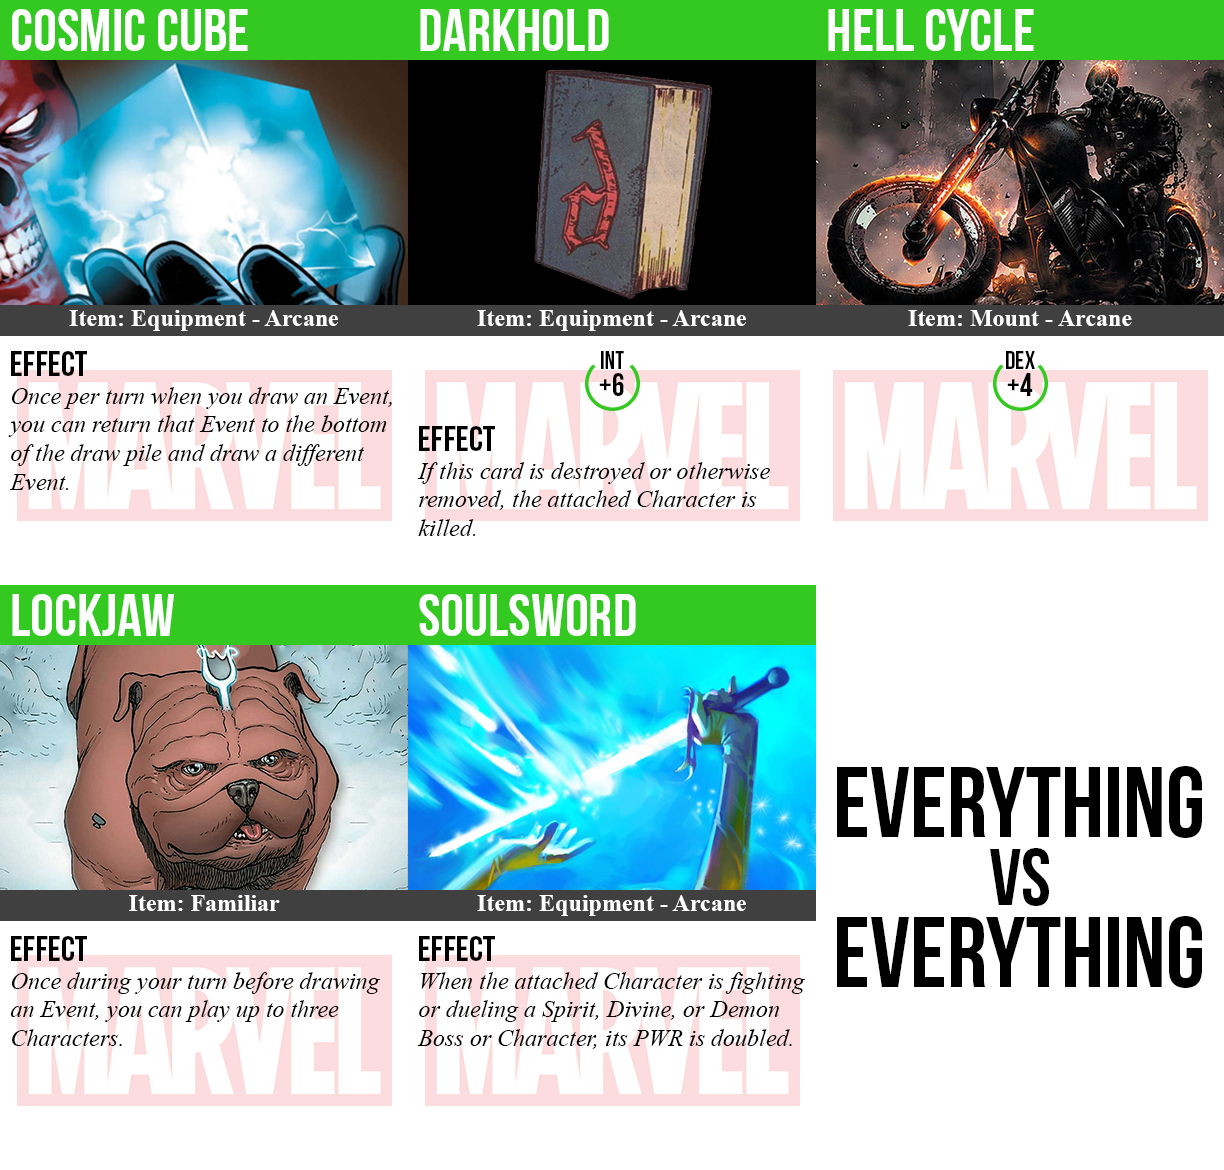 COSMIC CUBE
Item: Equipment - Arcane
EFFECT
Once per turn when you draw an Event,
you can return that Event to the bottom
of the draw pile and draw a different
Event.
MARVEL
DARKHOLD
Item: Equipment - Arcane
INT
+6
EFFECT
If this card is destroyed or otherwise
removed, the attached Character is
killed.
MARVEL
HELL CYCLE
Item: Mount - Arcane
DEX
+4
MARVEL
LOCKJAW
Item: Familiar
EFFECT
Once during your turn before drawing
an Event, you can play up to three
Characters.
MARVEL
SOULSWORD
Item: Equipment - Arcane
EFFECT
When the attached Character is fighting
or dueling a Spirit, Divine, or Demon
Boss or Character, its PWR is doubled.
MARVEL
EVERYTHING
VS
EVERYTHING